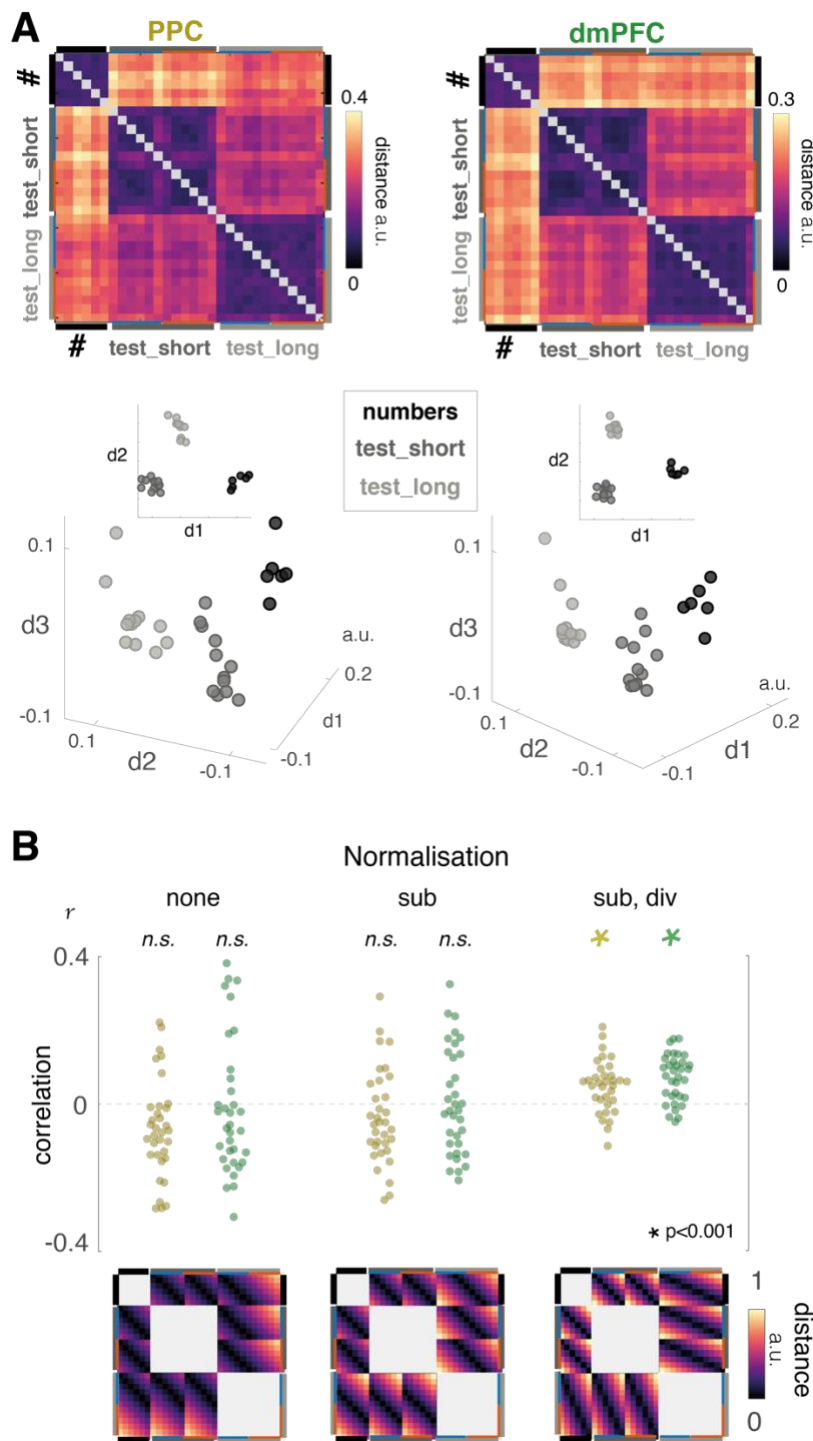 A
PPC
dmPFC
#
test_short
test_long
0.4
distance a.u.
0
# test_short test_long
#
test_short
test_long
0.3
distance a.u.
0
# test_short test_long
numbers
test_short
test_long
d2
d1
0.1
d3
-0.1
0.1
d2
-0.1
a.u.
0.2
d1
-0.1
d2
d1
0.1
d3
-0.1
0.1
d2
-0.1
a.u.
0.2
d1
-0.1
B
Normalisation
none sub sub, div
r
n.s. n.s. n.s. n.s. * *
0.4
correlation
0
-0.4
* p<0.001
1
distance
a.u.
0